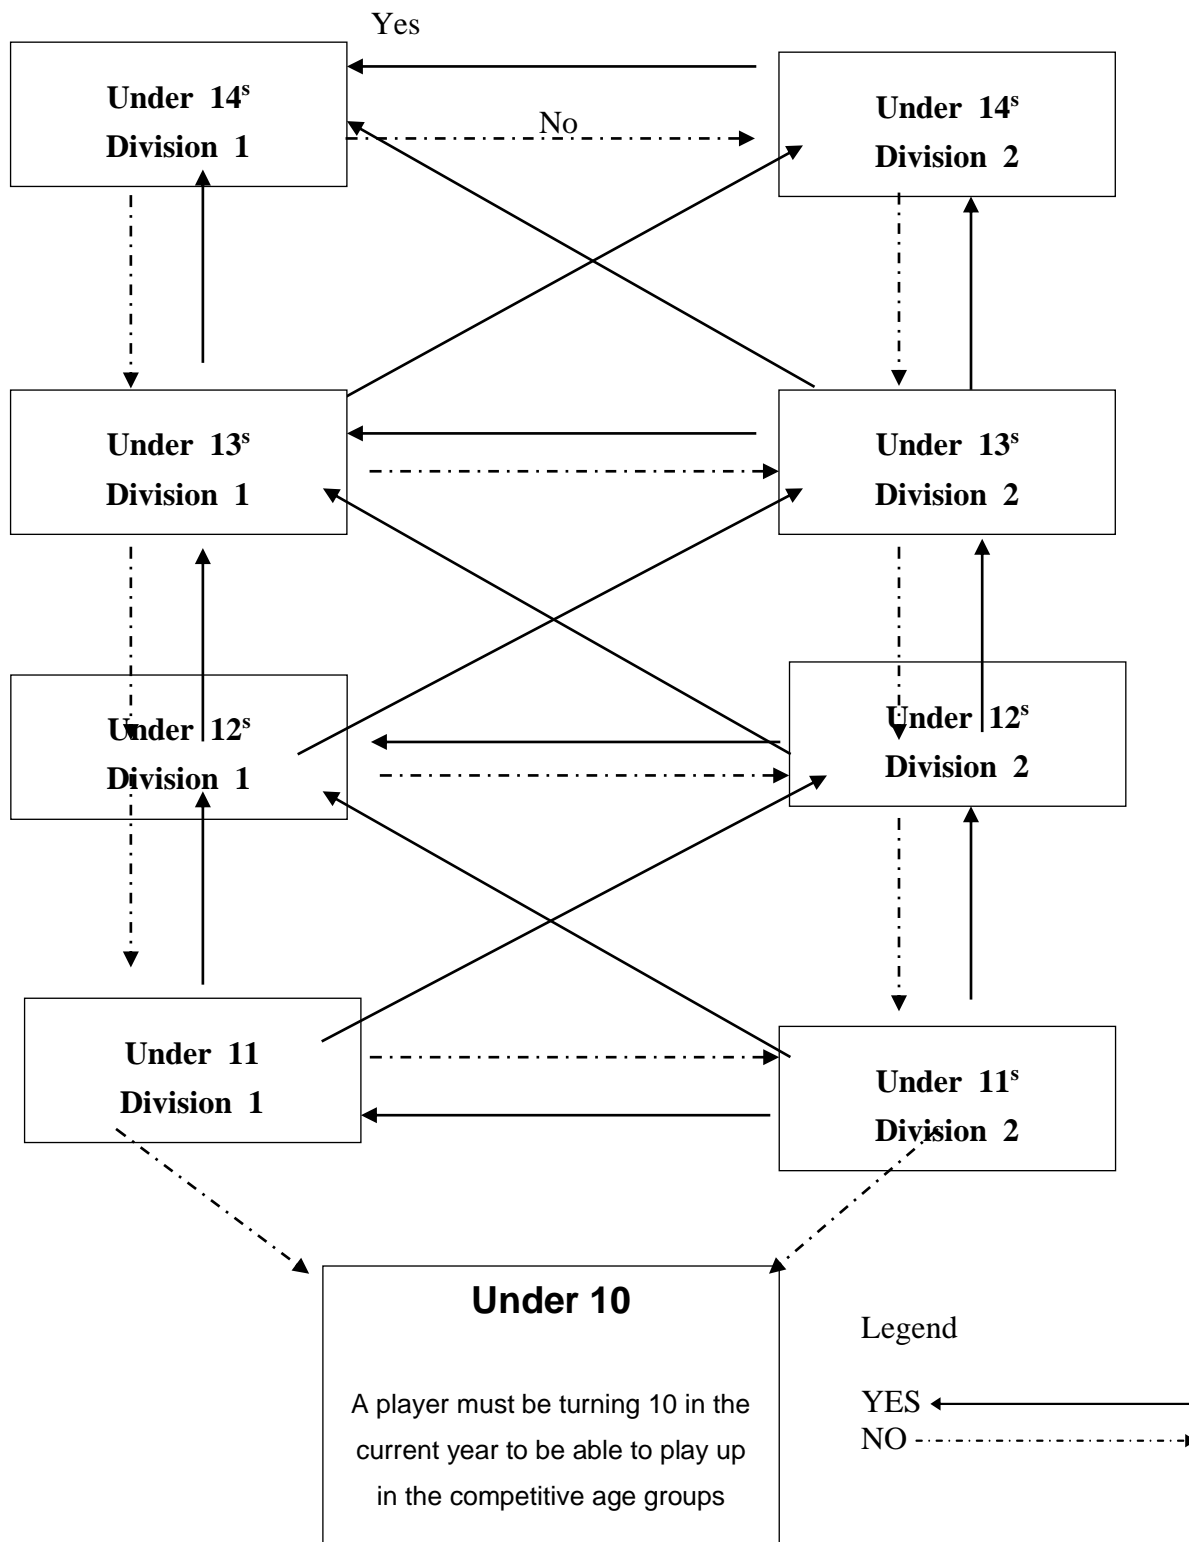 Yes
Under 14s
Division 1
No
Under 14s
Division 2
Under 13s
Division 1
Under 13s
Division 2
Under 12s
Division 1
Under 12s
Division 2
Under 11
Division 1
Under 11s
Division 2
Under 10
A player must be turning 10 in the
current year to be able to play up
in the competitive age groups
Legend
YES
NO